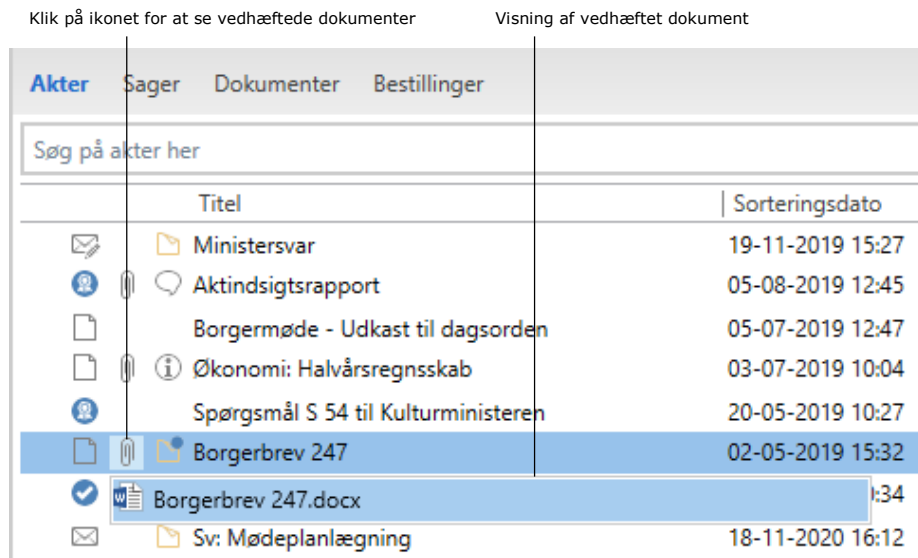 Klik på ikonet for at se vedhæftede dokumenter Visning af vedhæftet dokument
Akter Sager Dokumenter Bestillinger
Søg på akter her
Titel Sorteringsdato
Ministersvar 19-11-2019 15:27
Aktindsigtsrapport 05-08-2019 12:45
Borgermøde - Udkast til dagsorden 05-07-2019 12:47
Økonomi: Halvårsregnsskab 03-07-2019 10:04
Spørgsmål S 54 til Kulturministeren 20-05-2019 10:27
Borgerbrev 247 02-05-2019 15:32
Borgerbrev 247.docx :34
Sv: Mødeplanlægning 18-11-2020 16:12